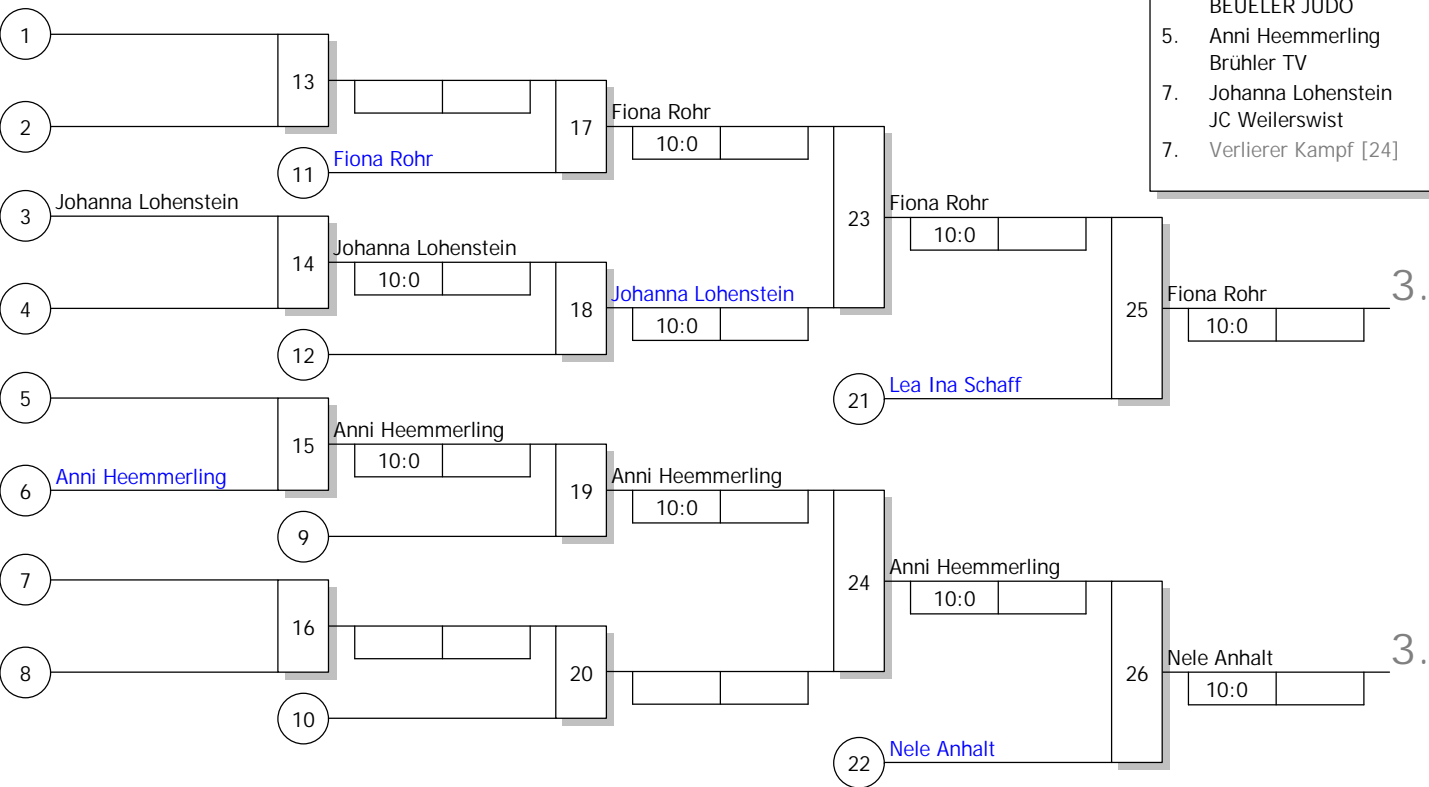 BEUELER JUDO
5. Anni Heemmerling
Brühler TV
7. Johanna Lohenstein
JC Weilerswist
7. Verlierer Kampf [24]
1
13
2
17
Fiona Rohr
10:0
11
Fiona Rohr
3
Johanna Lohenstein
14
Johanna Lohenstein
10:0
4
18
Johanna Lohenstein
10:0
12
23
Fiona Rohr
10:0
25
Fiona Rohr
10:0
3.
21
Lea Ina Schaff
5
15
Anni Heemmerling
10:0
6
Anni Heemmerling
19
Anni Heemmerling
10:0
9
7
16
8
20
10
24
Anni Heemmerling
10:0
26
Nele Anhalt
10:0
3.
22
Nele Anhalt